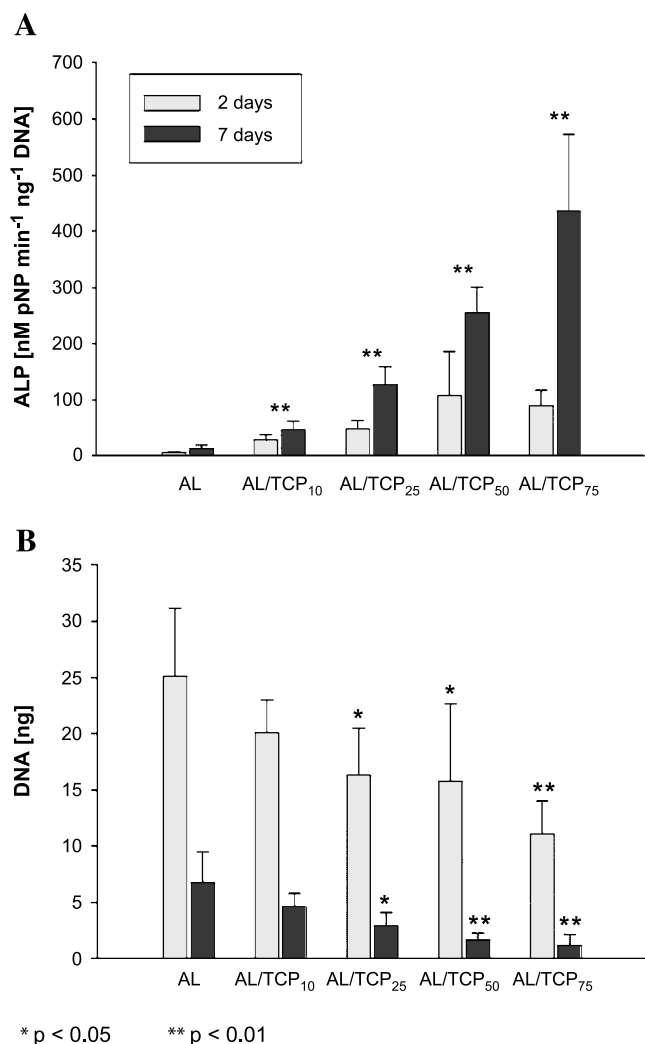 A
ALP [nM pNP min⁻¹ ng⁻¹ DNA]
700
600
500
400
300
200
100
0
2 days
7 days
**
**
**
**
AL AL/TCP₁₀ AL/TCP₂₅ AL/TCP₅₀ AL/TCP₇₅
B
DNA [ng]
35
30
25
20
15
10
5
0
*
*
**
*
**
**
AL AL/TCP₁₀ AL/TCP₂₅ AL/TCP₅₀ AL/TCP₇₅
* p < 0.05 ** p < 0.01